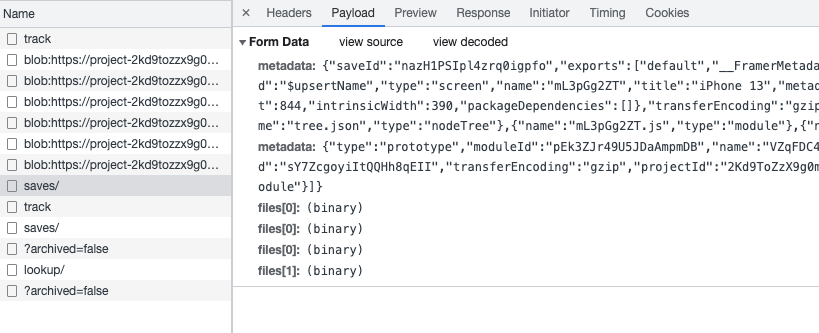 Name
× Headers Payload Preview Response Initiator Timing Cookies
track
blob:https://project-2kd9tozzx9g0...
blob:https://project-2kd9tozzx9g0...
blob:https://project-2kd9tozzx9g0...
blob:https://project-2kd9tozzx9g0...
blob:https://project-2kd9tozzx9g0...
blob:https://project-2kd9tozzx9g0...
saves/
track
saves/
?archived=false
lookup/
?archived=false
▼ Form Data view source view decoded
metadata: {"saveId":"nazH1PSIpl4zrq0igpfo","exports":["default","__FramerMetada
d":"$upsertName","type":"screen","name":"mL3pGg2ZT","title":"iPhone 13","metad
t":844,"intrinsicWidth":390,"packageDependencies":[]},"transferEncoding":"gzip
me":"tree.json","type":"nodeTree"},{"name":"mL3pGg2ZT.js","type":"module"},{"n
metadata: {"type":"prototype","moduleId":"pEk3ZJr49U5JDaAmpmDB","name":"VZqFDC4
d":"sY7ZcgoyiItQQHh8qEII","transferEncoding":"gzip","projectId":"2Kd9ToZzX9g0m
odule"}]}
files[0]: (binary)
files[0]: (binary)
files[0]: (binary)
files[1]: (binary)